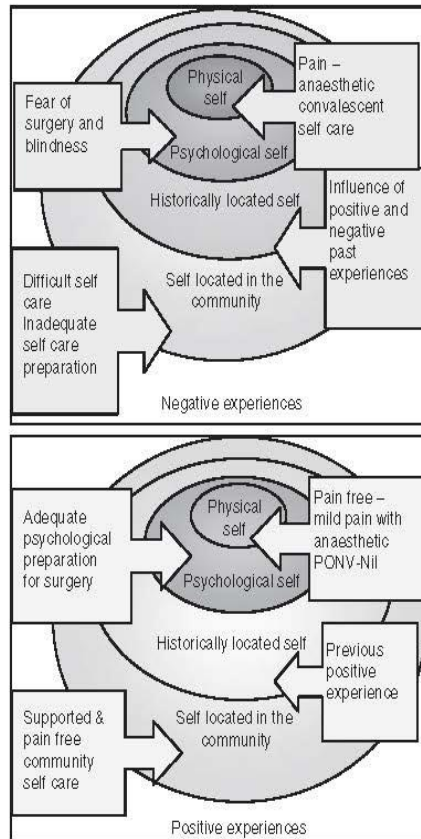 Physical
self
Pain –
anaesthetic
convalescent
self care
Fear of
surgery and
blindness
Psychological self
Historically located self
Influence of
positive and
negative
past
experiences
Self located in the
community
Difficult self
care
Inadequate
self care
preparation
Negative experiences
Physical
self
Pain free –
mild pain with
anaesthetic
PONV-Nil
Adequate
psychological
preparation
for surgery
Psychological self
Historically located self
Previous
positive
experience
Supported &
pain free
community
self care
Self located in the
community
Positive experiences